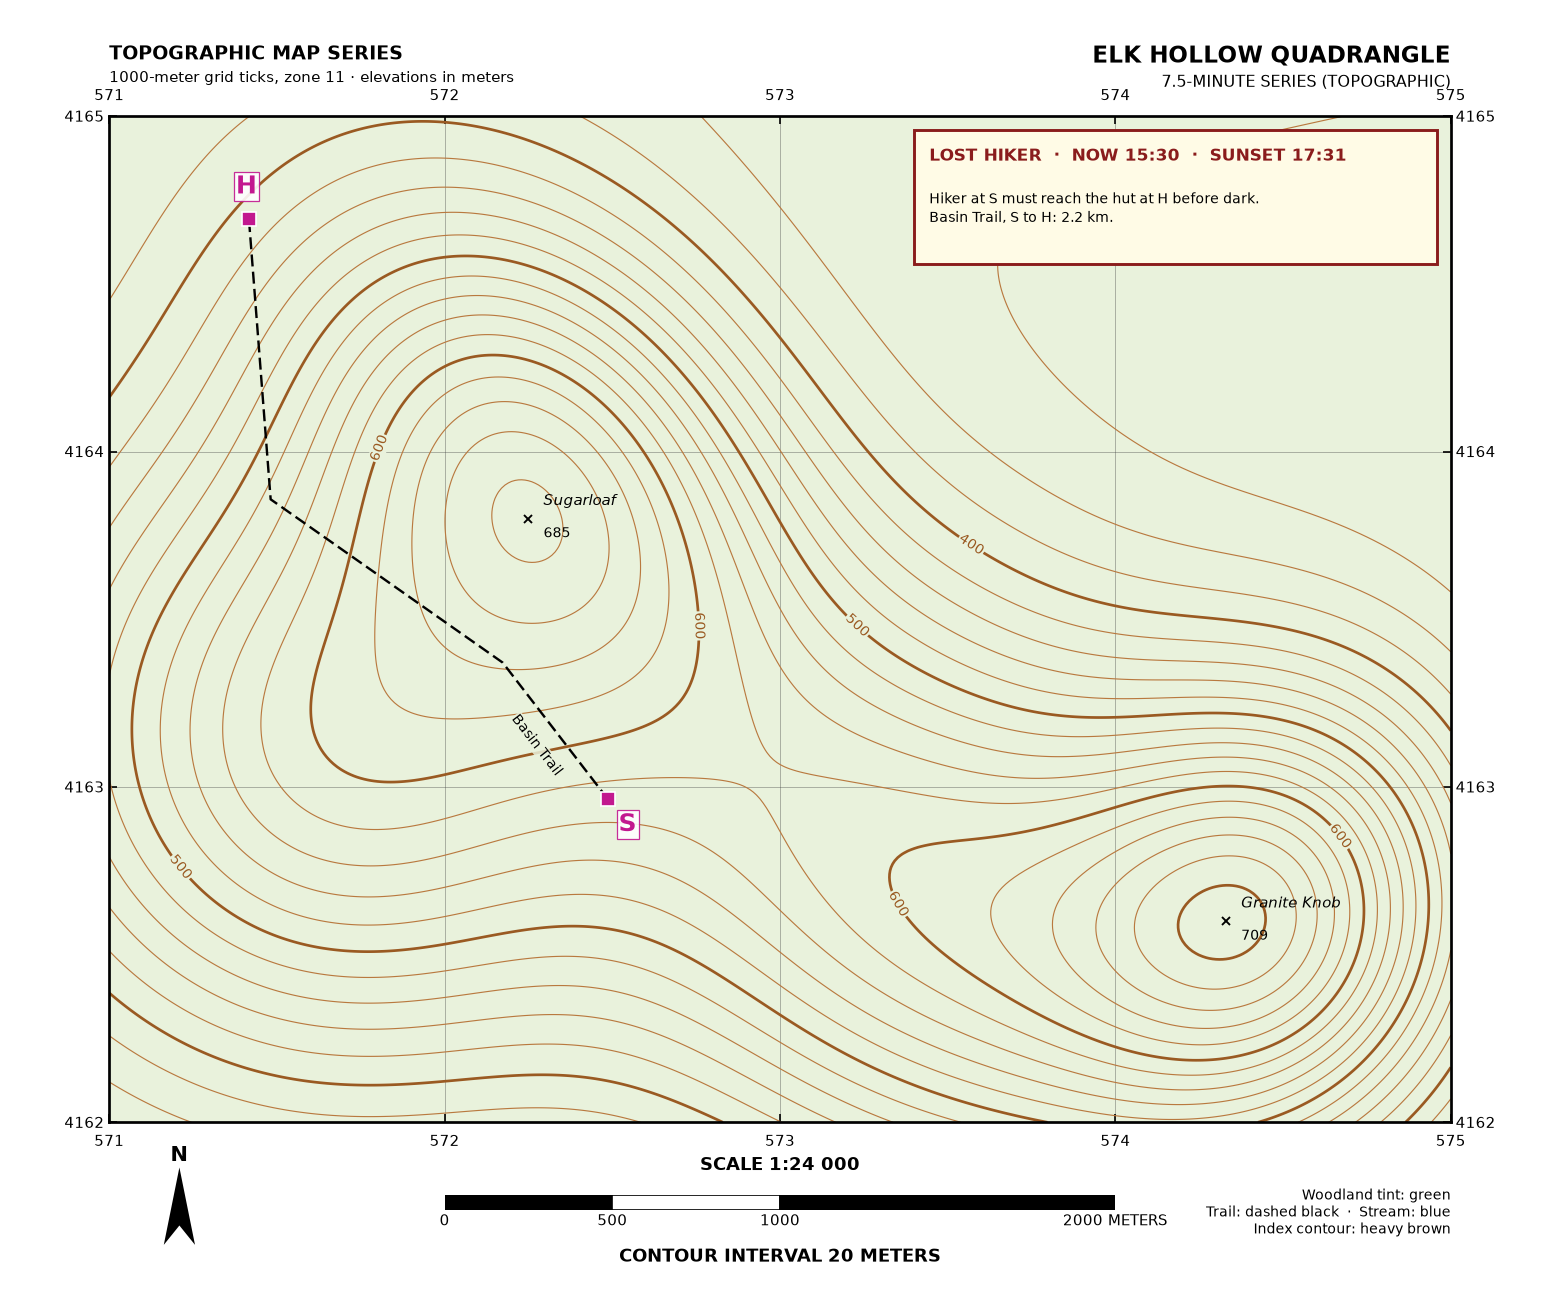 TOPOGRAPHIC MAP SERIES
1000-meter grid ticks, zone 11 · elevations in meters
ELK HOLLOW QUADRANGLE
7.5-MINUTE SERIES (TOPOGRAPHIC)
571 572 573 574 575
4165 4165
LOST HIKER · NOW 15:30 · SUNSET 17:31
Hiker at S must reach the hut at H before dark.
Basin Trail, S to H: 2.2 km.
H
600
4164 4164
Sugarloaf
685
400
600
500
Basin Trail
4163 4163
S
600
500
600
Granite Knob
709
4162 4162
571 572 573 574 575
N
SCALE 1:24 000
0 500 1000 2000 METERS
CONTOUR INTERVAL 20 METERS
Woodland tint: green
Trail: dashed black · Stream: blue
Index contour: heavy brown